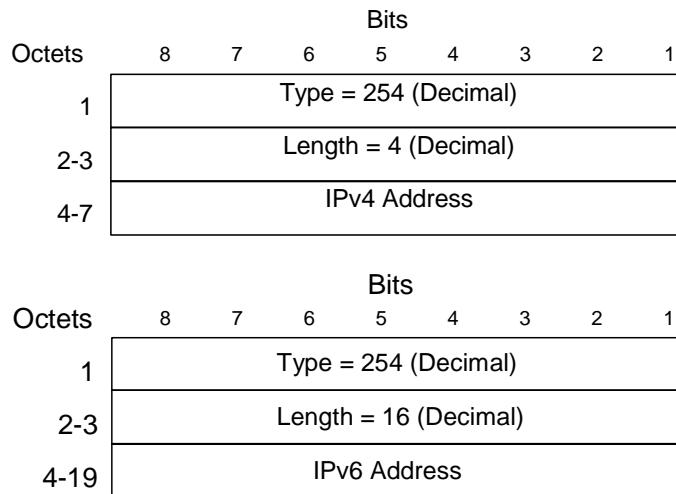 Bits
Octets 8 7 6 5 4 3 2 1
1 Type = 254 (Decimal)
2-3 Length = 4 (Decimal)
4-7 IPv4 Address
Bits
Octets 8 7 6 5 4 3 2 1
1 Type = 254 (Decimal)
2-3 Length = 16 (Decimal)
4-19 IPv6 Address